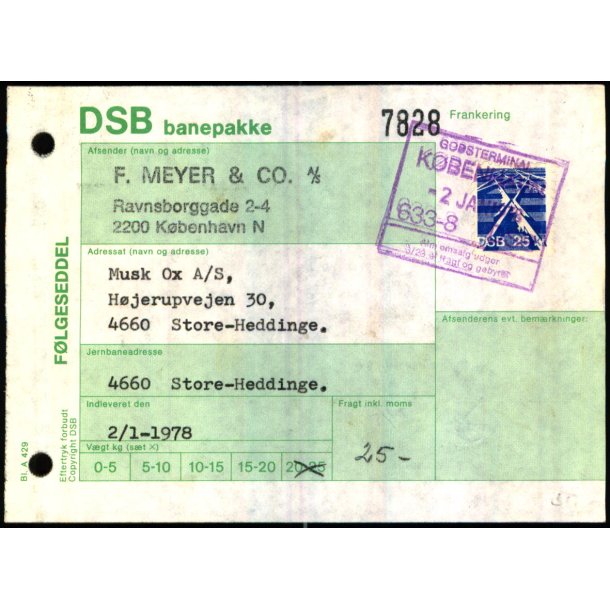 DSB banepakke
7828 Frankering
Afsender (navn og adresse)
F. MEYER & CO. A/S
Ravnsborggade 2-4
2200 København N
GODSTERMINAL
KØBEN
-2 JA
633-8
DSB 25
Adressat (navn og adresse)
Musk Ox A/S,
Højerupvejen 30,
4660 Store-Heddinge.
Afsenderens evt. bemærkninger:
Jernbaneadresse
4660 Store-Heddinge.
Indleveret den
2/1-1978
Fragt inkl. moms
25-
Vægt kg (sæt X)
0-5 5-10 10-15 15-20 20-25
FØLGESEDDEL
Bl. A 429
Eftertryk forbudt
Copyright DSB